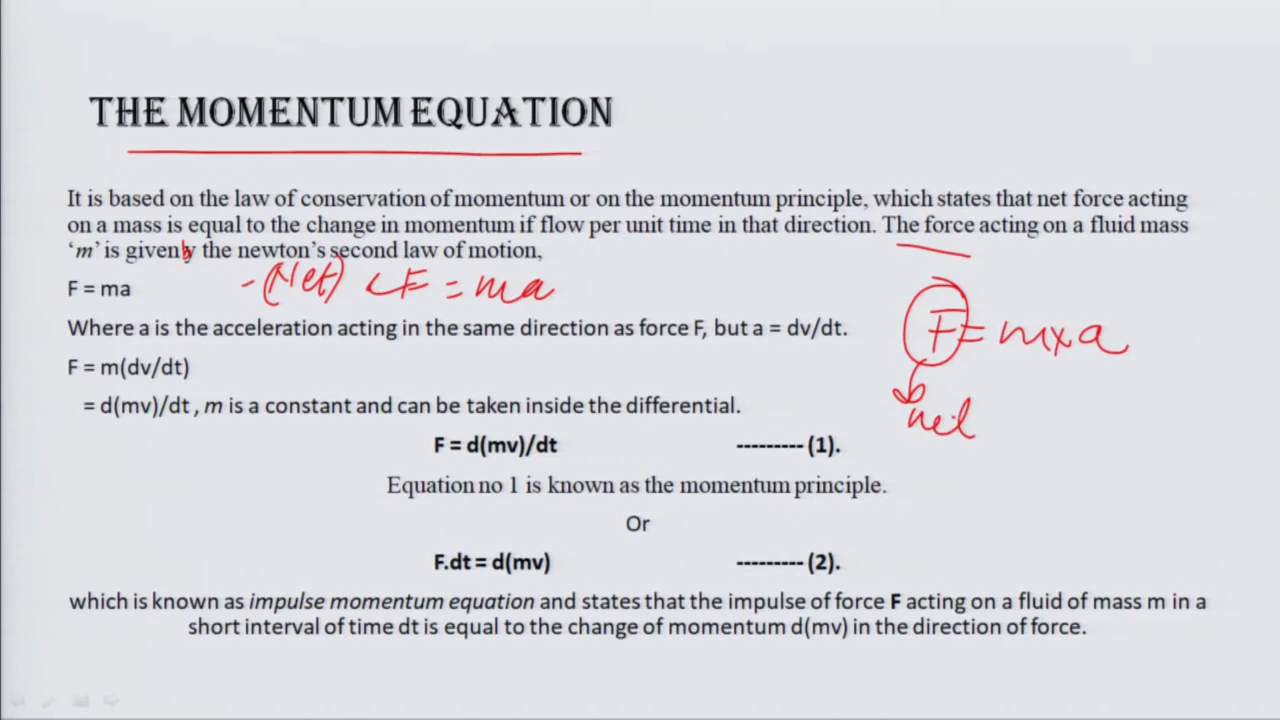 THE MOMENTUM EQUATION
It is based on the law of conservation of momentum or on the momentum principle, which states that net force acting
on a mass is equal to the change in momentum if flow per unit time in that direction. The force acting on a fluid mass
‘m’ is given by the newton’s second law of motion,
F = ma
- (Net) F = ma
Where a is the acceleration acting in the same direction as force F, but a = dv/dt.
F = m x a
net
F = m(dv/dt)
= d(mv)/dt , m is a constant and can be taken inside the differential.
F = d(mv)/dt --------- (1).
Equation no 1 is known as the momentum principle.
Or
F.dt = d(mv) --------- (2).
which is known as impulse momentum equation and states that the impulse of force F acting on a fluid of mass m in a
short interval of time dt is equal to the change of momentum d(mv) in the direction of force.